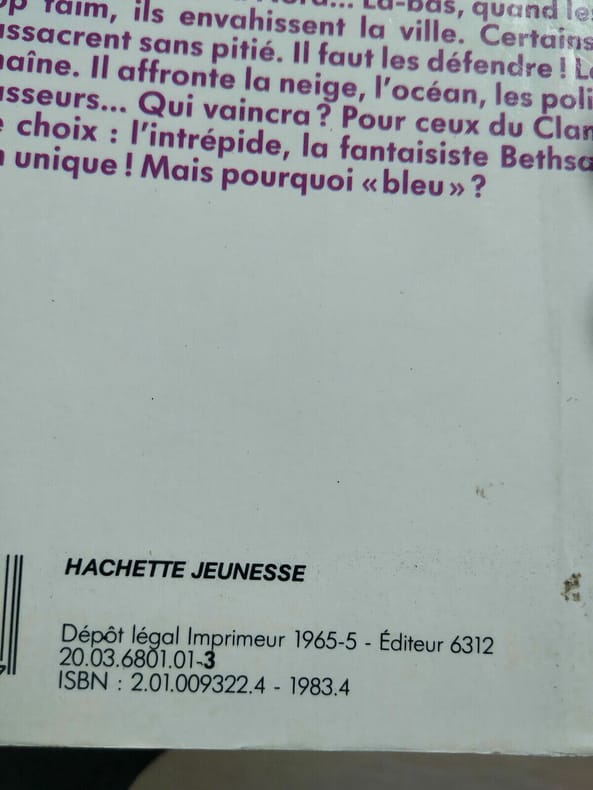 faim, ils envahissent la ville. Certains
sans pitié. Il faut les défendre !
Il affronte la neige, l'océan, les
Qui vaincra ? Pour ceux du Clan
choix : l'intrépide, la fantaisiste
unique ! Mais pourquoi « bleu » ?
HACHETTE JEUNESSE
Dépôt légal Imprimeur 1965-5 - Éditeur 6312
20.03.6801.01-3
ISBN : 2.01.009322.4 - 1983.4